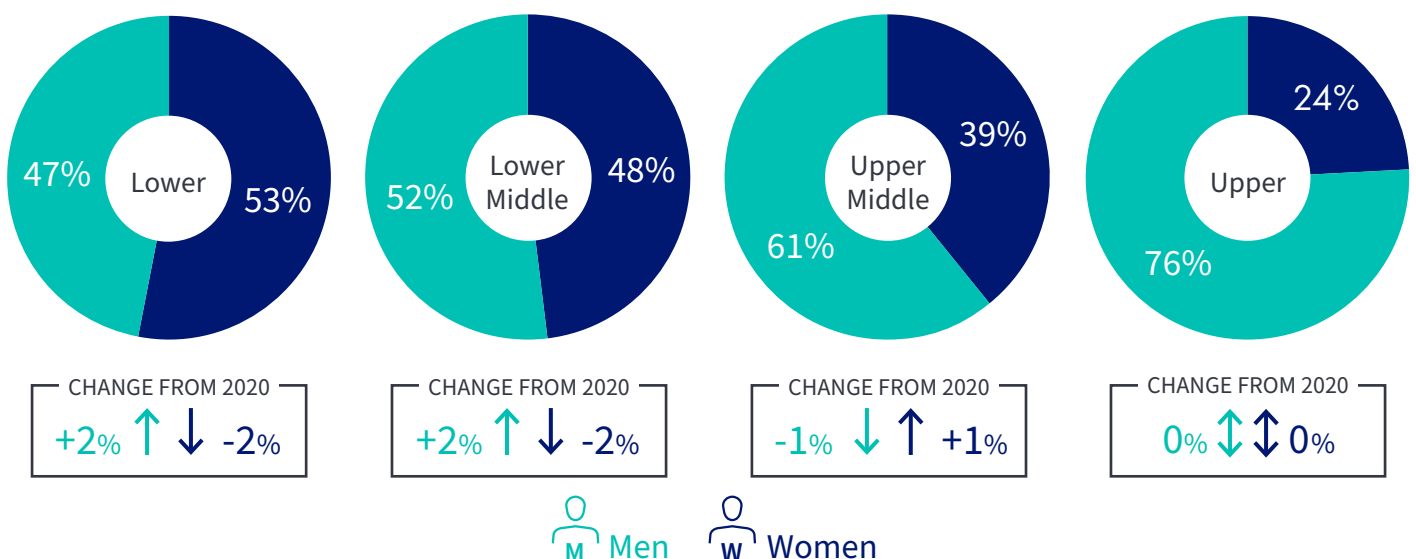 47%
Lower
53%
52%
Lower
Middle
48%
61%
Upper
Middle
39%
76%
Upper
24%
CHANGE FROM 2020
+2% -2%
CHANGE FROM 2020
+2% -2%
CHANGE FROM 2020
-1% +1%
CHANGE FROM 2020
0% 0%
M Men
W Women